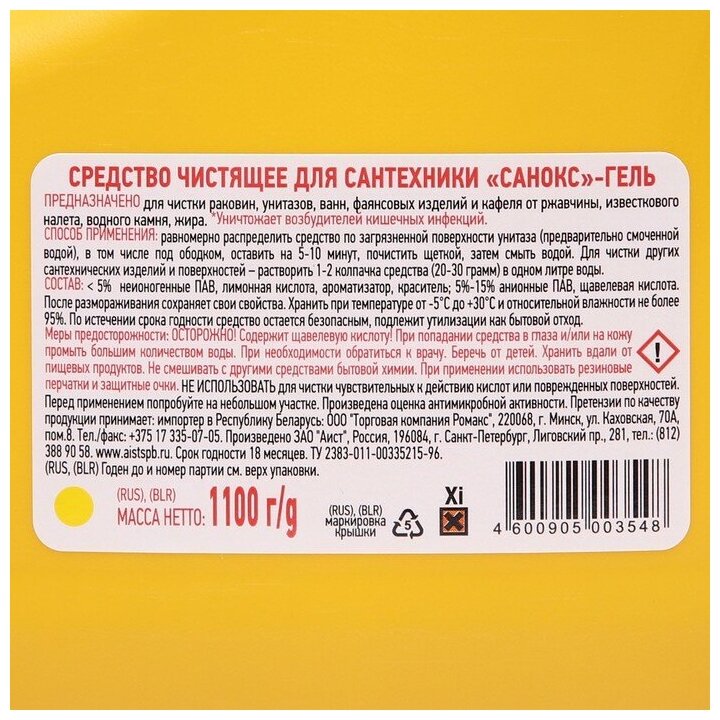 СРЕДСТВО ЧИСТЯЩЕЕ ДЛЯ САНТЕХНИКИ «САНОКС»-ГЕЛЬ
ПРЕДНАЗНАЧЕНО для чистки раковин, унитазов, ванн, фаянсовых изделий и кафеля от ржавчины, известкового
налета, водного камня, жира. *Уничтожает возбудителей кишечных инфекций.
СПОСОБ ПРИМЕНЕНИЯ: равномерно распределить средство по загрязненной поверхности унитаза (предварительно смоченной
водой), в том числе под ободком, оставить на 5-10 минут, почистить щеткой, затем смыть водой. Для чистки других
сантехнических изделий и поверхностей – растворить 1-2 колпачка средства (20-30 грамм) в одном литре воды.
СОСТАВ: < 5% неионогенные ПАВ, лимонная кислота, ароматизатор, краситель; 5%-15% анионные ПАВ, щавелевая кислота.
После размораживания сохраняет свои свойства. Хранить при температуре от -5°С до +30°С и относительной влажности не более
95%. По истечении срока годности средство остается безопасным, подлежит утилизации как бытовой отход.
Меры предосторожности: ОСТОРОЖНО! Содержит щавелевую кислоту! При попадании средства в глаза и/или на кожу
промыть большим количеством воды. При необходимости обратиться к врачу. Беречь от детей. Хранить вдали от
пищевых продуктов. Не смешивать с другими средствами бытовой химии. При применении использовать резиновые
перчатки и защитные очки. НЕ ИСПОЛЬЗОВАТЬ для чистки чувствительных к действию кислот или поврежденных поверхностей.
Перед применением попробуйте на небольшом участке. Произведена оценка антимикробной активности. Претензии по качеству
продукции принимает: импортер в Республику Беларусь: ООО "Торговая компания Ромакс", 220068, г. Минск, ул. Каховская, 70А,
пом.8. Тел./факс: +375 17 335-07-05. Произведено ЗАО "Аист", Россия, 196084, г. Санкт-Петербург, Лиговский пр., 281, тел.: (812)
388 90 58. www.aistspb.ru. Срок годности 18 месяцев. ТУ 2383-011-00335215-96.
(RUS, BLR) Годен до и номер партии см. верх упаковки.
(RUS), (BLR)
МАССА НЕТТО: 1100 г/g
(RUS), (BLR)
маркировка
крышки
5
Xi
4 600905 003548